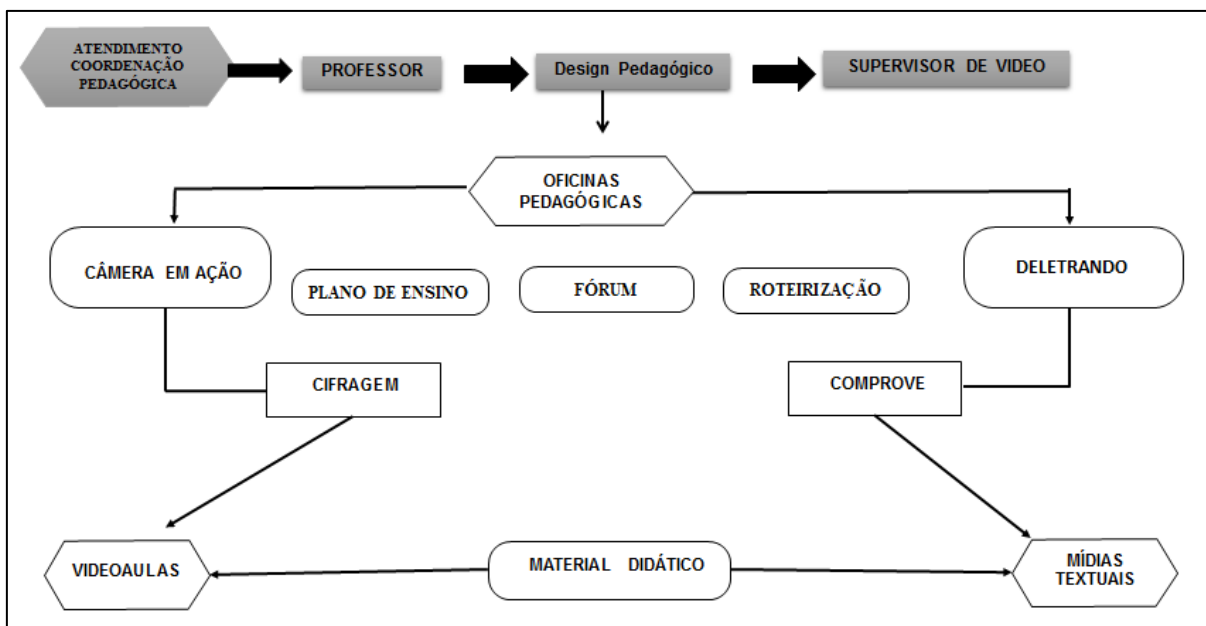 ATENDIMENTO
COORDENAÇÃO
PEDAGÓGICA
PROFESSOR
Design Pedagógico
SUPERVISOR DE VIDEO
OFICINAS
PEDAGÓGICAS
CÂMERA EM AÇÃO
PLANO DE ENSINO
FÓRUM
ROTEIRIZAÇÃO
DELETRANDO
CIFRAGEM
COMPROVE
VIDEOAULAS
MATERIAL DIDÁTICO
MÍDIAS
TEXTUAIS